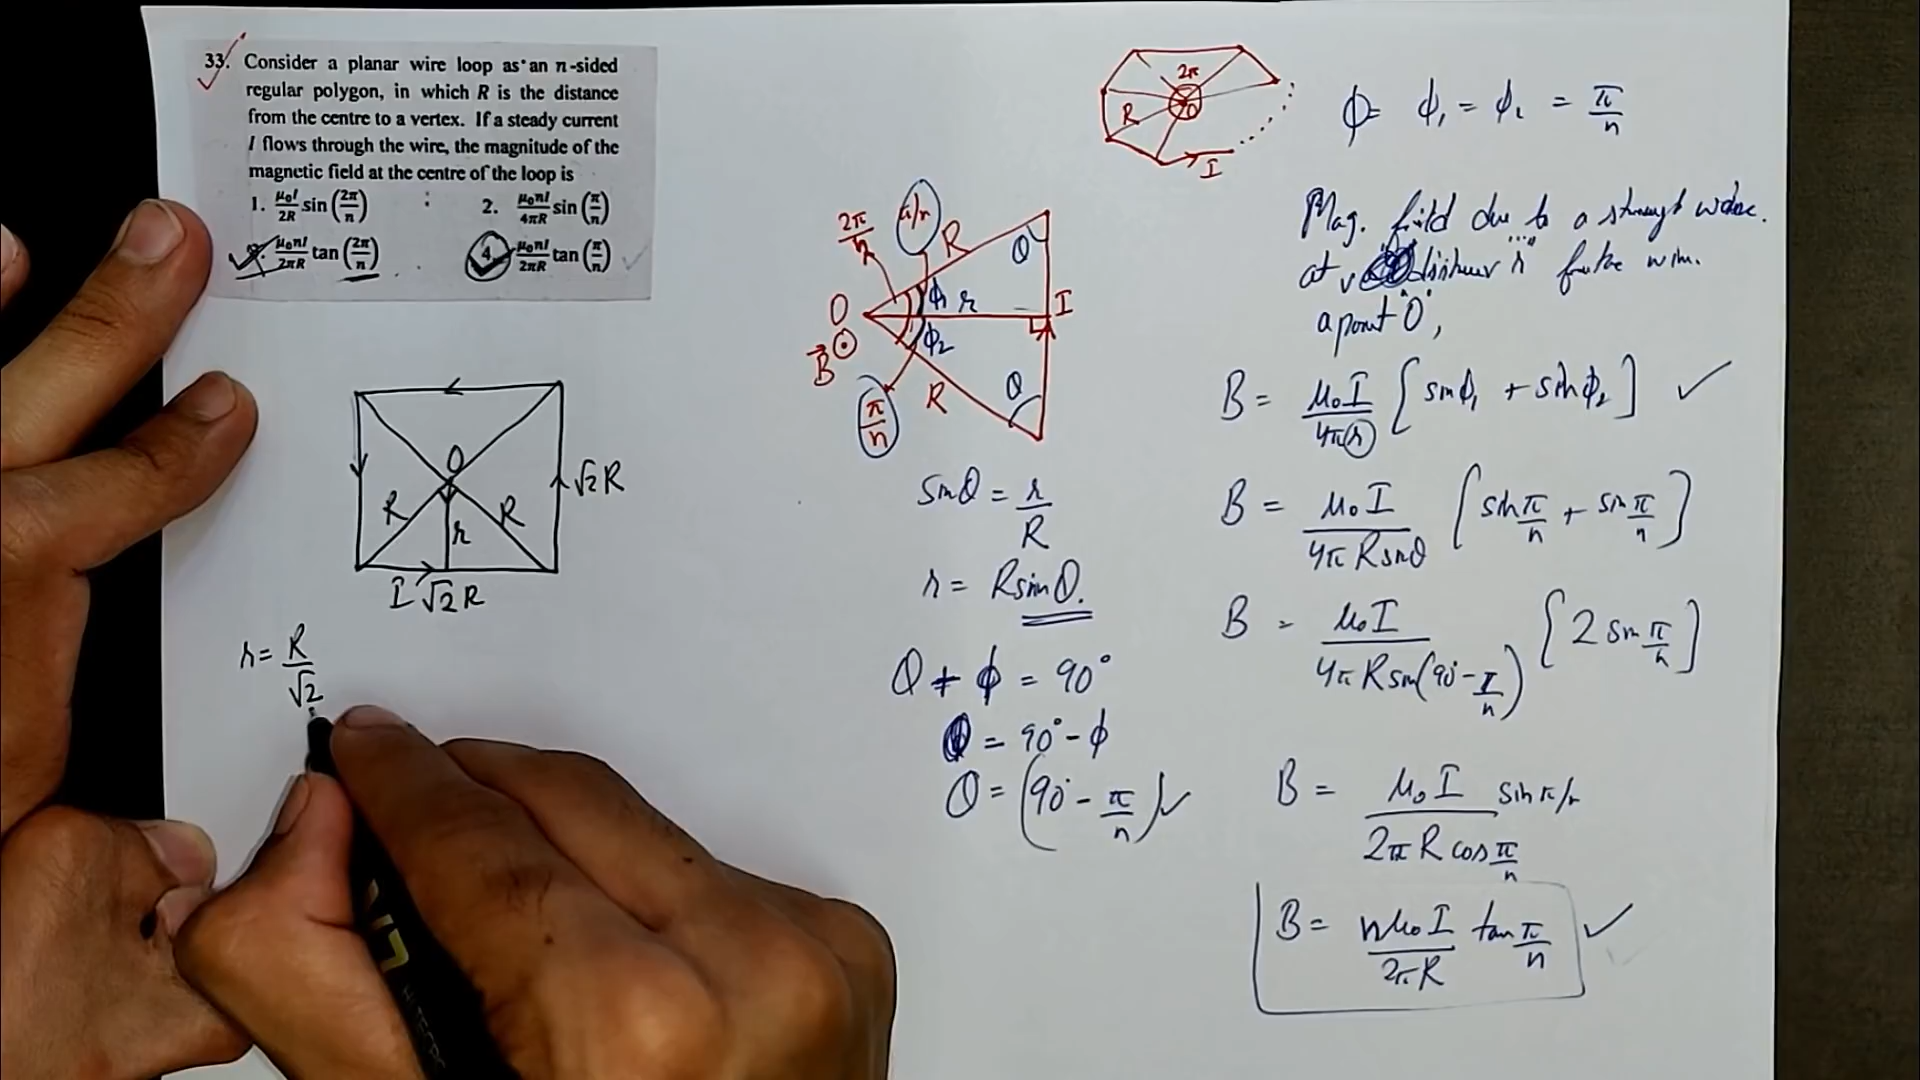 33. Consider a planar wire loop as an n-sided
regular polygon, in which R is the distance
from the centre to a vertex. If a steady current
I flows through the wire, the magnitude of the
magnetic field at the centre of the loop is
1. μ₀I/2R sin (2π/n)
2. μ₀nI/4πR sin (π/n)
3. μ₀nI/2πR tan (2π/n)
4. μ₀nI/2πR tan (π/n)
2π
R
I
ϕ = ϕ₁ = ϕ₂ = π/n
2π/n
π/n
R
θ
O
ϕ₁
r
I
ϕ₂
B
π/n
R
θ
Mag. field due to a
at distance r
a point "O",
B = μ₀I/4π(r) [sinϕ₁ + sinϕ₂] ✓
B = μ₀I/4πR sinθ [sin π/n + sin π/n]
B = μ₀I/4πR sin(90° - π/n) [2 sin π/n]
B = μ₀I/2πR cos π/n sin π/n
B = nμ₀I/2πR tan π/n ✓
sinθ = r/R
r = R sinθ.
θ + ϕ = 90°
θ = 90° - ϕ
θ = (90° - π/n) ✓
O
√2R
R
R
r
I √2R
r = R/√2